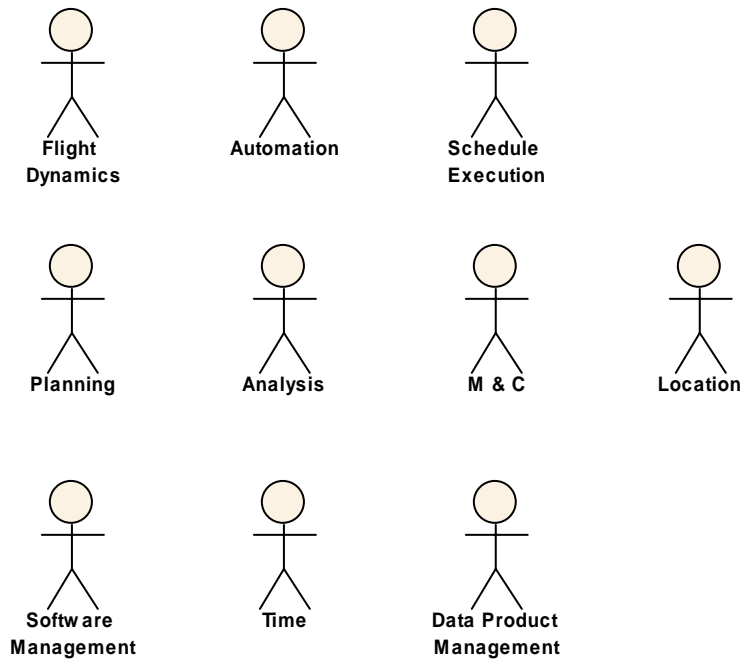 Flight
Dynamics
Automation
Schedule
Execution
Planning
Analysis
M & C
Location
Software
Management
Time
Data Product
Management